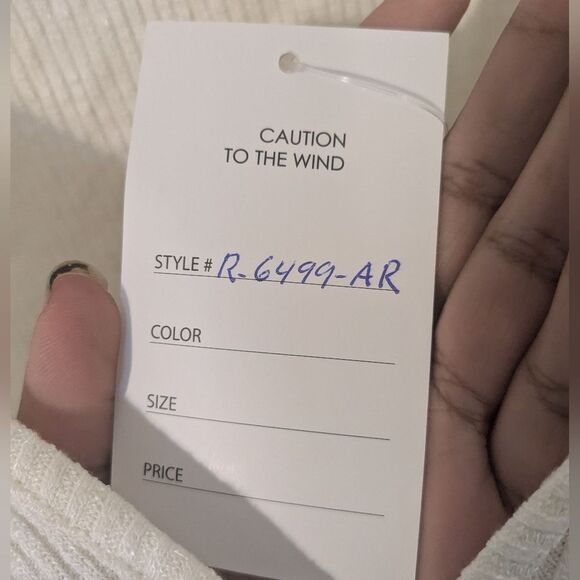 CAUTION
TO THE WIND
STYLE # R-6499-AR
COLOR
SIZE
PRICE